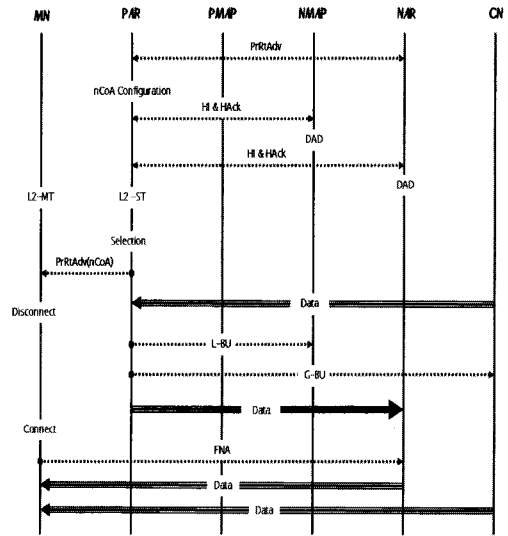 MN PAR PMAP NMAP NAR CN
PrRtAdv
nCoA Configuration
HI & HAck
DAD
HI & HAck
DAD
L2-MT L2-ST
Selection
PrRtAdv(nCoA)
Data
Disconnect
L-BU
G-BU
Data
Connect
FNA
Data
Data